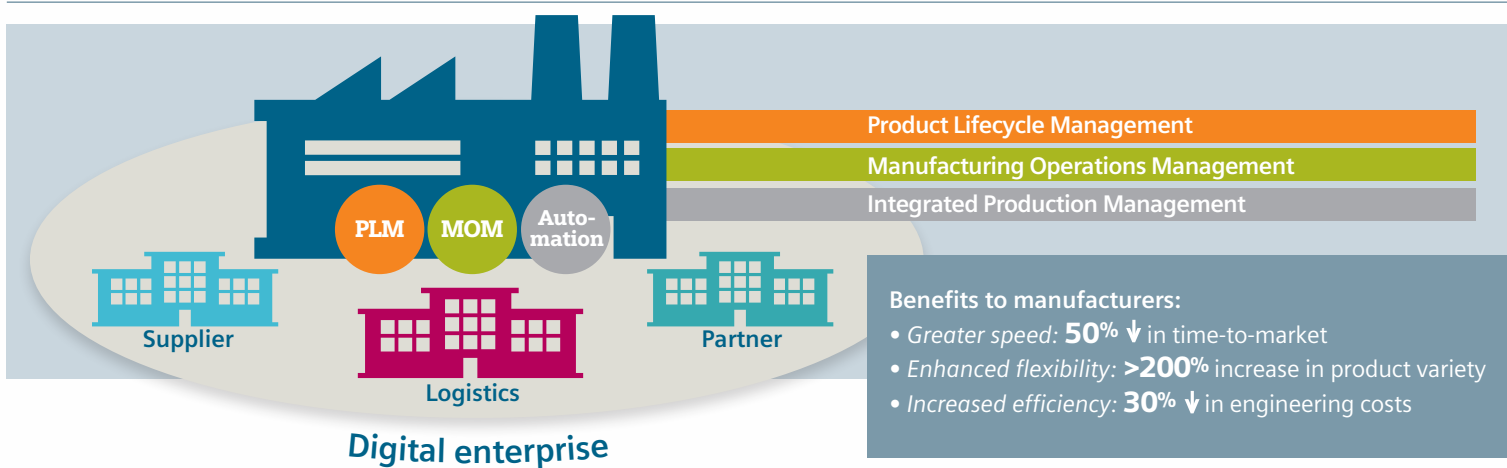 Product Lifecycle Management
Manufacturing Operations Management
Integrated Production Management
PLM
MOM
Auto-
mation
Supplier
Logistics
Partner
Digital enterprise
Benefits to manufacturers:
• Greater speed: 50% ↓ in time-to-market
• Enhanced flexibility: >200% increase in product variety
• Increased efficiency: 30% ↓ in engineering costs